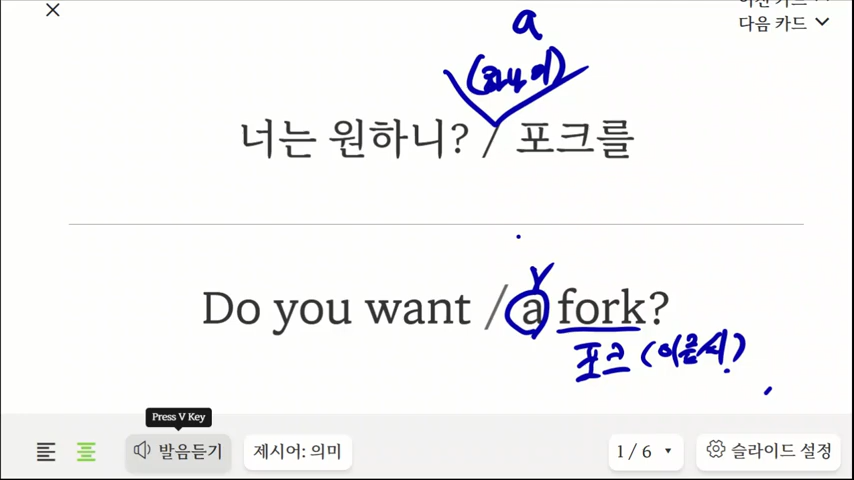 다음 카드
a
(하나의)
너는 원하니? / 포크를
Do you want / a fork?
포크 (이름씨)
Press V Key
발음듣기
제시어: 의미
1 / 6
슬라이드 설정